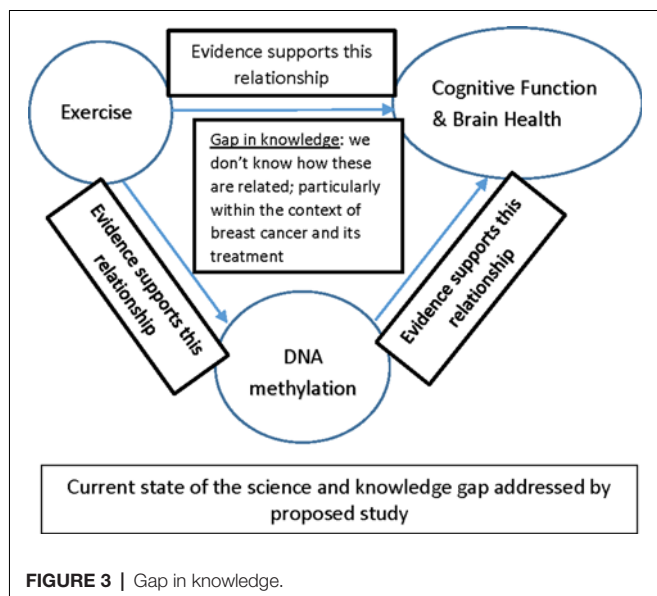 Evidence supports this
relationship
Exercise
Cognitive Function
& Brain Health
Gap in knowledge: we
don't know how these
are related; particularly
within the context of
breast cancer and its
treatment
Evidence supports this
relationship
Evidence supports this
relationship
DNA
methylation
Current state of the science and knowledge gap addressed by
proposed study
FIGURE 3 | Gap in knowledge.